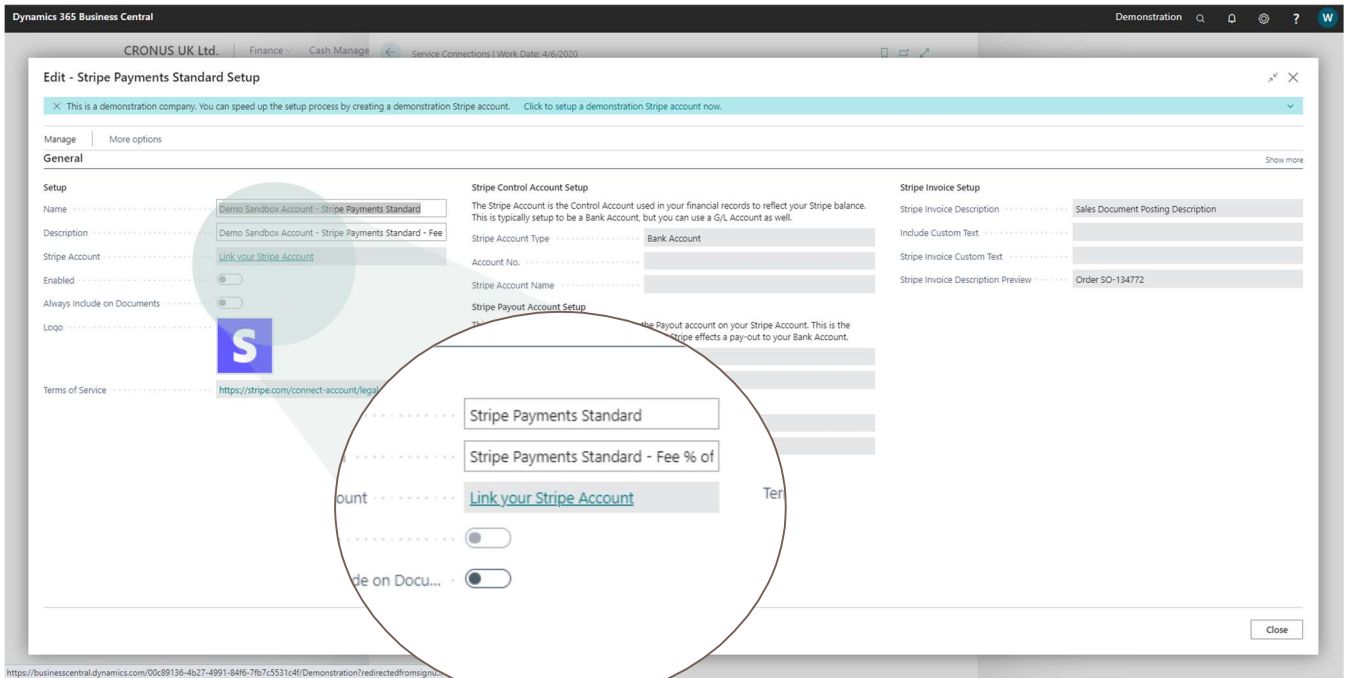 Dynamics 365 Business Central
Demonstration
?
W
CRONUS UK Ltd.
Finance
Cash Manage
Service Connections | Work Date: 4/6/2020
Edit - Stripe Payments Standard Setup
This is a demonstration company. You can speed up the setup process by creating a demonstration Stripe account. Click to setup a demonstration Stripe account now.
Manage
More options
General
Show more
Setup
Name
Demo Sandbox Account - Stripe Payments Standard
Description
Demo Sandbox Account - Stripe Payments Standard - Fee
Stripe Account
Link your Stripe Account
Enabled
Always Include on Documents
Logo
S
Terms of Service
https://stripe.com/connect-account/legal
Stripe Control Account Setup
The Stripe Account is the Control Account used in your financial records to reflect your Stripe balance.
This is typically setup to be a Bank Account, but you can use a G/L Account as well.
Stripe Account Type
Bank Account
Account No.
Stripe Account Name
Stripe Payout Account Setup
the Payout account on your Stripe Account. This is the
Stripe effects a pay-out to your Bank Account.
Stripe Invoice Setup
Stripe Invoice Description
Sales Document Posting Description
Include Custom Text
Stripe Invoice Custom Text
Stripe Invoice Description Preview
Order SO-134772
Stripe Payments Standard
Stripe Payments Standard - Fee % of
ount
Link your Stripe Account
Ter
de on Docu...
Close
https://businesscentral.dynamics.com/00c89136-4b27-4991-84f6-7fb7c5531c4f/Demonstration?redirectedfromsignu...